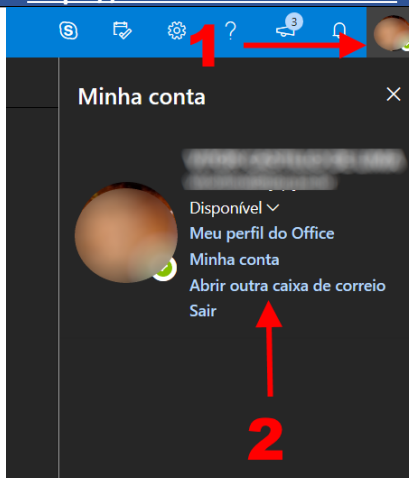 1
3
Minha conta
Disponível
Meu perfil do Office
Minha conta
Abrir outra caixa de correio
Sair
2